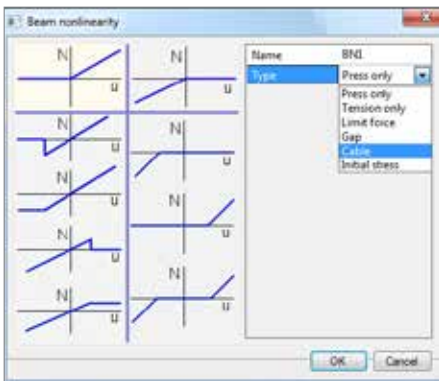 Beam nonlinearity
N
u
N
u
N
u
N
u
N
u
N
u
N
u
N
u
N
u
Name BN1
Type Press only
Press only
Tension only
Limit force
Gap
Cable
Initial stress
OK Cancel